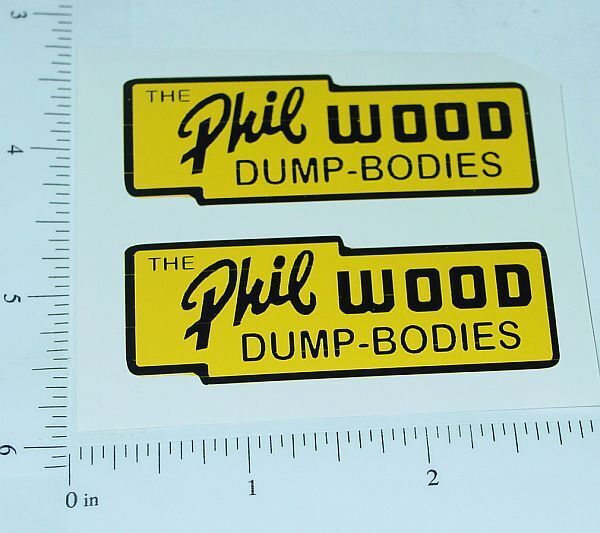 3
THE
Phil WOOD
DUMP-BODIES
4
THE
Phil WOOD
DUMP-BODIES
5
6
0 in 1 2